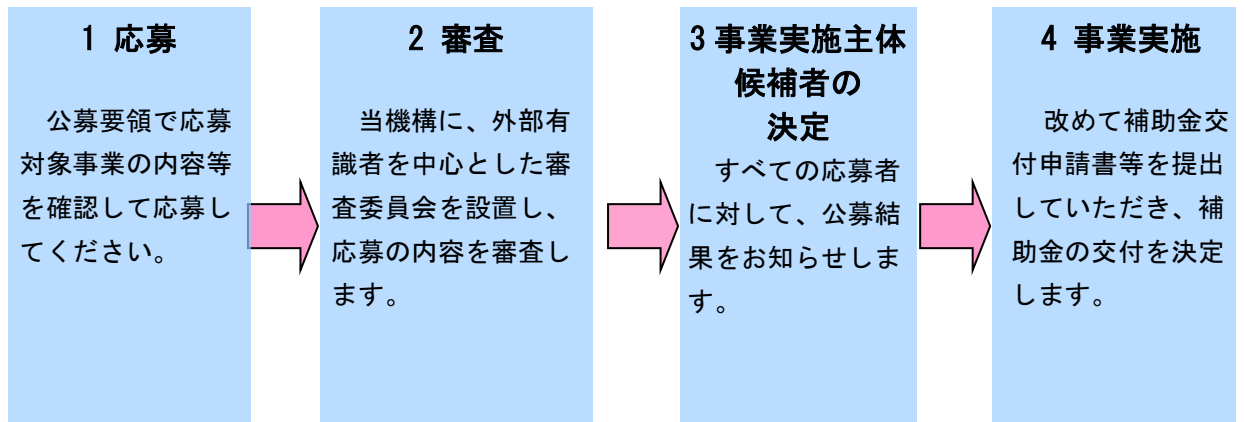 1 応募
公募要領で応募
対象事業の内容等
を確認して応募し
てください。
2 審査
当機構に、外部有
識者を中心とした審
査委員会を設置し、
応募の内容を審査し
ます。
3 事業実施主体
候補者の
決定
すべての応募者
に対して、公募結
果をお知らせしま
す。
4 事業実施
改めて補助金交
付申請書等を提出
していただき、補
助金の交付を決定
します。